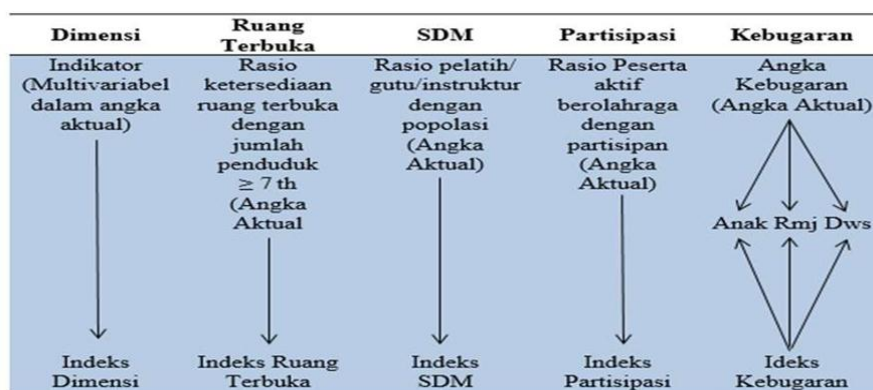 Dimensi
Ruang
Terbuka
SDM
Partisipasi
Kebugaran
Indikator
(Multivariabel
dalam angka
aktual)
Rasio
ketersediaan
ruang terbuka
dengan
jumlah
penduduk
≥ 7 th
(Angka
Aktual
Rasio pelatih/
gutu/instruktur
dengan
popolasi
(Angka
Aktual)
Rasio Peserta
aktif
berolahraga
dengan
partisipan
(Angka
Aktual)
Angka
Kebugaran
(Angka Aktual)
Anak Rmj Dws
Indeks
Dimensi
Indeks Ruang
Terbuka
Indeks
SDM
Indeks
Partisipasi
Ideks
Kebugaran